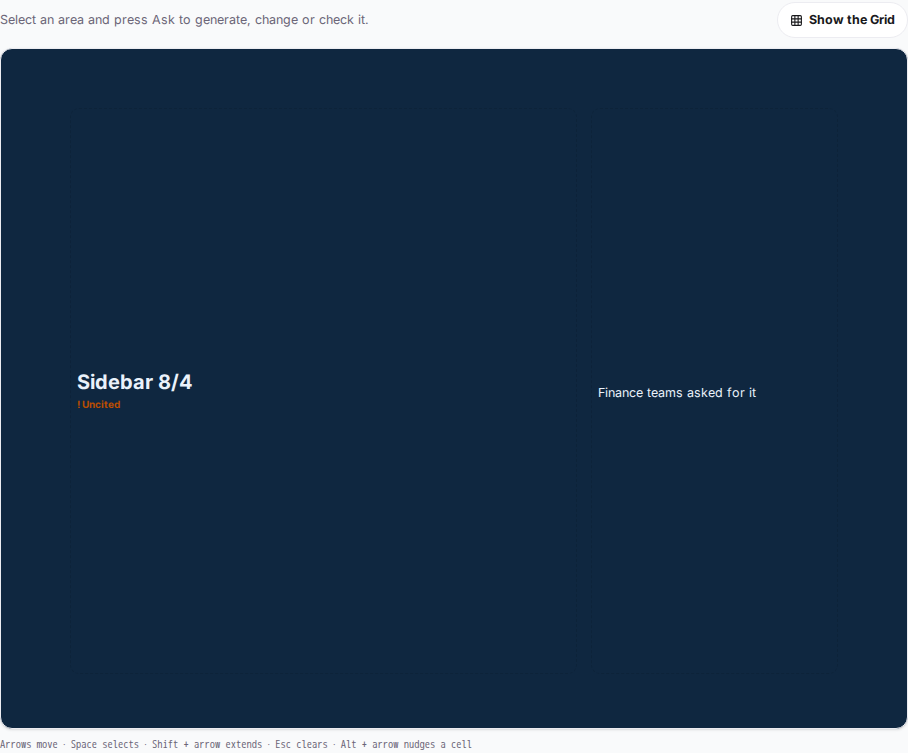 Select an area and press Ask to generate, change or check it.
Show the Grid
Sidebar 8/4
! Uncited
Finance teams asked for it
Arrows move · Space selects · Shift + arrow extends · Esc clears · Alt + arrow nudges a cell